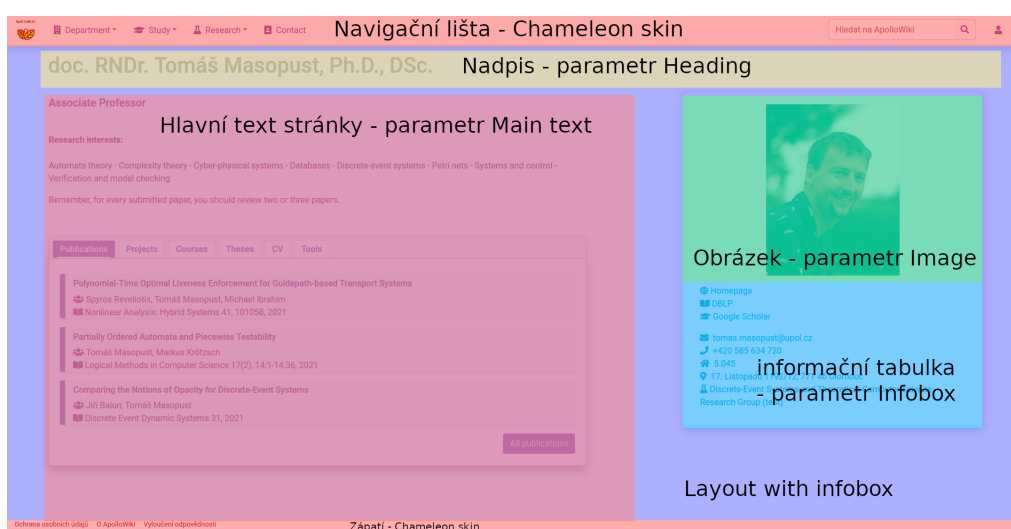 Department
Study
Research
Contact
Navigační lišta - Chameleon skin
Hledat na ApolloWiki
doc. RNDr. Tomáš Masopust, Ph.D., DSc.
Nadpis - parametr Heading
Associate Professor
Hlavní text stránky - parametr Main text
Research interests:
Automata theory - Complexity theory - Cyber-physical systems - Databases - Discrete-event systems - Petri nets - Systems and control -
Verification and model checking
Remember, for every submitted paper, you should review two or three papers.
Publications
Projects
Courses
Theses
CV
Tools
Polynomial-Time Optimal Liveness Enforcement for Guidepath-based Transport Systems
Spyros Reveliotis, Tomáš Masopust, Michael Ibrahim
Nonlinear Analysis: Hybrid Systems 41, 101058, 2021
Partially Ordered Automata and Piecewise Testability
Tomáš Masopust, Markus Krötzsch
Logical Methods in Computer Science 17(2), 14:1-14:36, 2021
Comparing the Notions of Opacity for Discrete-Event Systems
Jiří Balun, Tomáš Masopust
Discrete Event Dynamic Systems 31, 2021
All publications
Obrázek - parametr Image
Homepage
DBLP
Google Scholar
tomas.masopust@upol.cz
+420 585 634 720
5.045
informační tabulka
17. Listopadu
Discrete-Event
- parametr Infobox
Research Group
Layout with infobox
Ochrana osobních údajů
O ApolloWiki
Vyloučení odpovědnosti
Zápatí - Chameleon skin